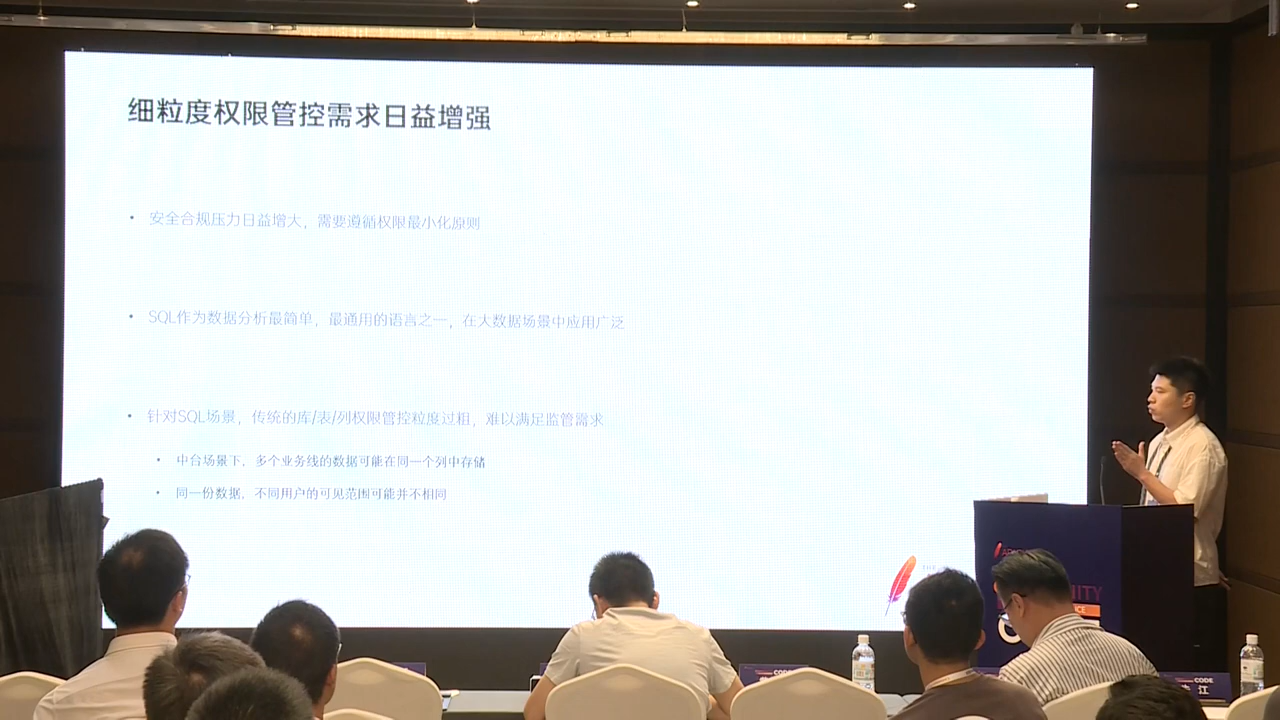 细粒度权限管控需求日益增强
• 安全合规压力日益增大，需要遵循权限最小化原则
• SQL作为数据分析最简单，最通用的语言之一，在大数据场景中应用广泛
• 针对SQL场景，传统的库/表/列权限管控粒度过粗，难以满足监管需求
• 中台场景下，多个业务线的数据可能在同一个列中存储
• 同一份数据，不同用户的可见范围可能并不相同
THE
CODE
江